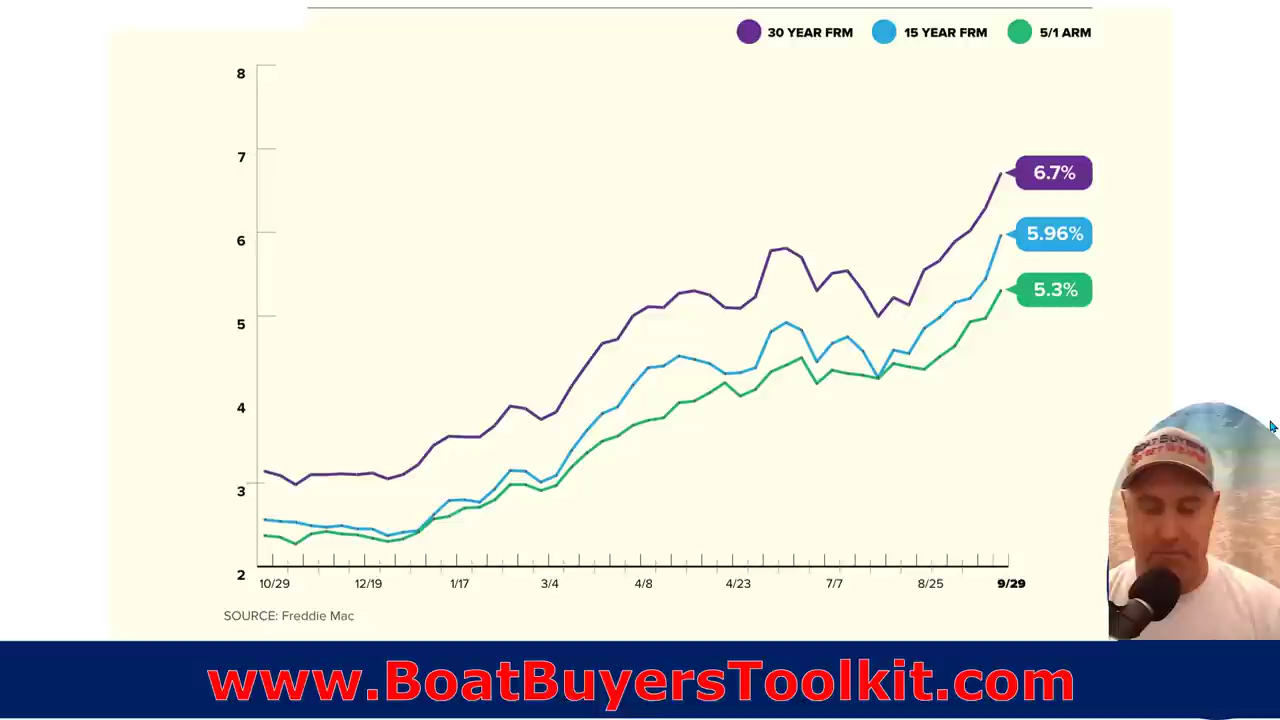 30 YEAR FRM 15 YEAR FRM 5/1 ARM
8
7
6.7%
6
5.96%
5.3%
5
4
3
2
10/29 12/19 1/17 3/4 4/8 4/23 7/7 8/25 9/29
SOURCE: Freddie Mac
BOATBUYERS
www.BoatBuyersToolkit.com